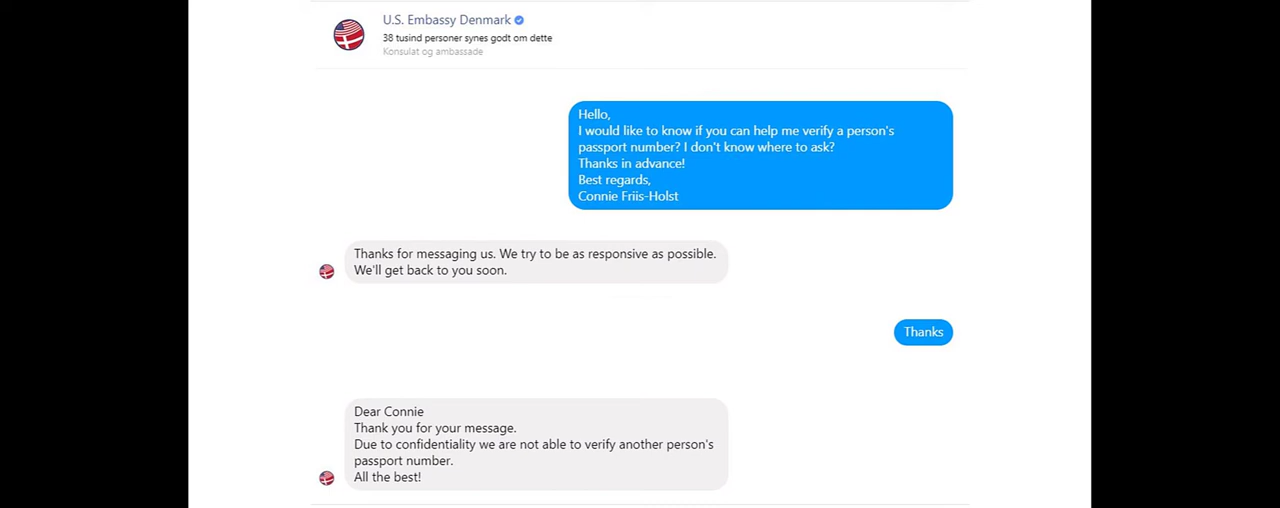 U.S. Embassy Denmark
38 tusind personer synes godt om dette
Konsulat og ambassade
Hello,
I would like to know if you can help me verify a person's
passport number? I don't know where to ask?
Thanks in advance!
Best regards,
Connie Friis-Holst
Thanks for messaging us. We try to be as responsive as possible.
We'll get back to you soon.
Thanks
Dear Connie
Thank you for your message.
Due to confidentiality we are not able to verify another person's
passport number.
All the best!